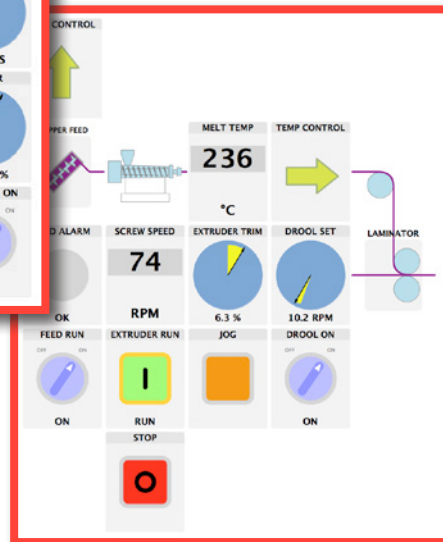 CONTROL
S
R
%
ON
ON
PPER FEED
MELT TEMP
236
°C
TEMP CONTROL
D ALARM
OK
SCREW SPEED
74
RPM
EXTRUDER TRIM
6.3 %
DROOL SET
10.2 RPM
LAMINATOR
FEED RUN
OFF ON
ON
EXTRUDER RUN
I
RUN
JOG
DROOL ON
OFF ON
ON
STOP
O